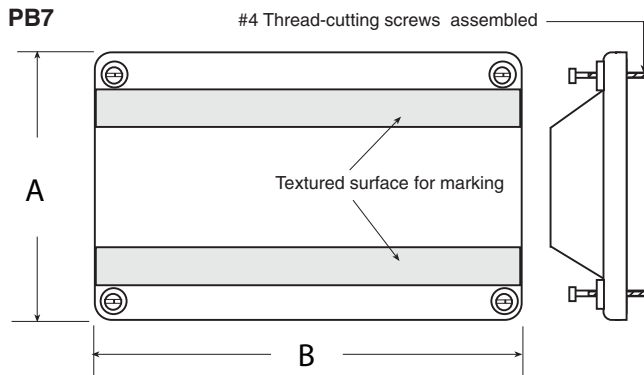 PB7
#4 Thread-cutting screws assembled
A
Textured surface for marking
B